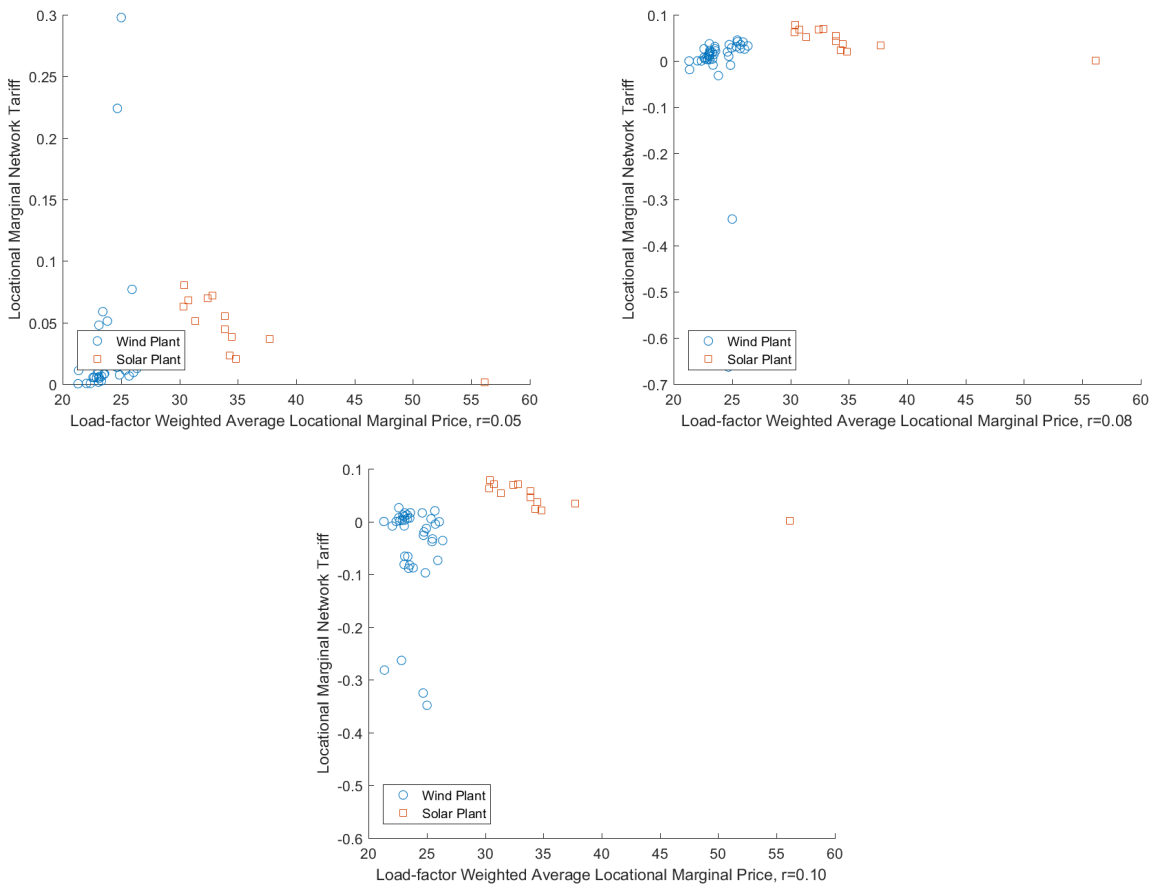 0.3
0.25
0.2
0.15
0.1
0.05
0
Locational Marginal Network Tariff
Wind Plant
Solar Plant
20 25 30 35 40 45 50 55 60
Load-factor Weighted Average Locational Marginal Price, r=0.05
0.1
0
-0.1
-0.2
-0.3
-0.4
-0.5
-0.6
-0.7
Locational Marginal Network Tariff
Wind Plant
Solar Plant
20 25 30 35 40 45 50 55 60
Load-factor Weighted Average Locational Marginal Price, r=0.08
0.1
0
-0.1
-0.2
-0.3
-0.4
-0.5
-0.6
Locational Marginal Network Tariff
Wind Plant
Solar Plant
20 25 30 35 40 45 50 55 60
Load-factor Weighted Average Locational Marginal Price, r=0.10